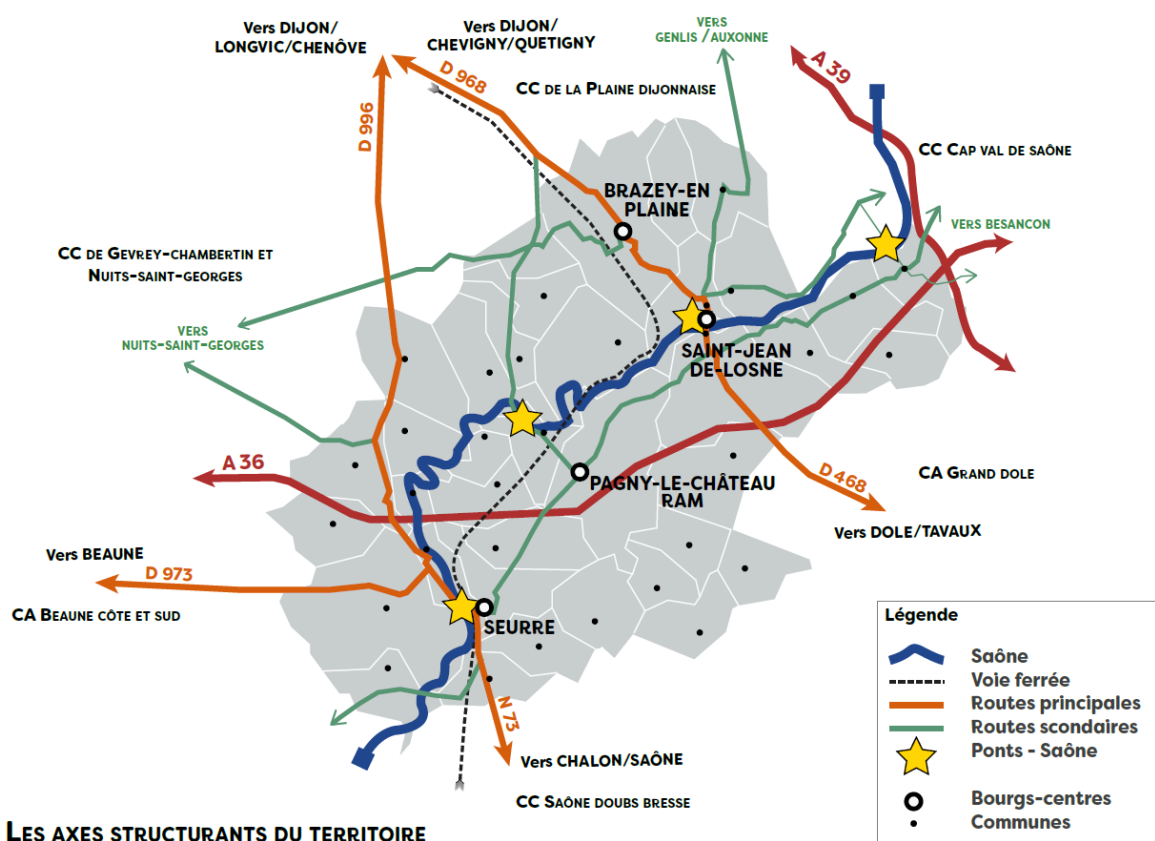 Vers DIJON/
LONGVIC/CHENÔVE
Vers DIJON/
CHEVIGNY/QUETIGNY
VERS
GENLIS /AUXONNE
D 968
A 39
CC DE LA PLAINE DIJONNAISE
D 996
CC CAP VAL DE SAÔNE
BRAZEY-EN
PLAINE
VERS BESANCON
CC DE GEVREY-CHAMBERTIN ET
NUITS-SAINT-GEORGES
VERS
NUITS-SAINT-GEORGES
SAINT-JEAN
DE-LOSNE
A 36
PAGNY-LE-CHÂTEAU
RAM
D 468
CA GRAND DOLE
Vers DOLE/TAVAUX
Vers BEAUNE
D 973
CA BEAUNE CÔTE ET SUD
SEURRE
N 73
Vers CHALON/SAÔNE
CC SAÔNE DOUBS BRESSE
Légende
Saône
Voie ferrée
Routes principales
Routes scondaires
Ponts - Saône
Bourgs-centres
Communes
LES AXES STRUCTURANTS DU TERRITOIRE